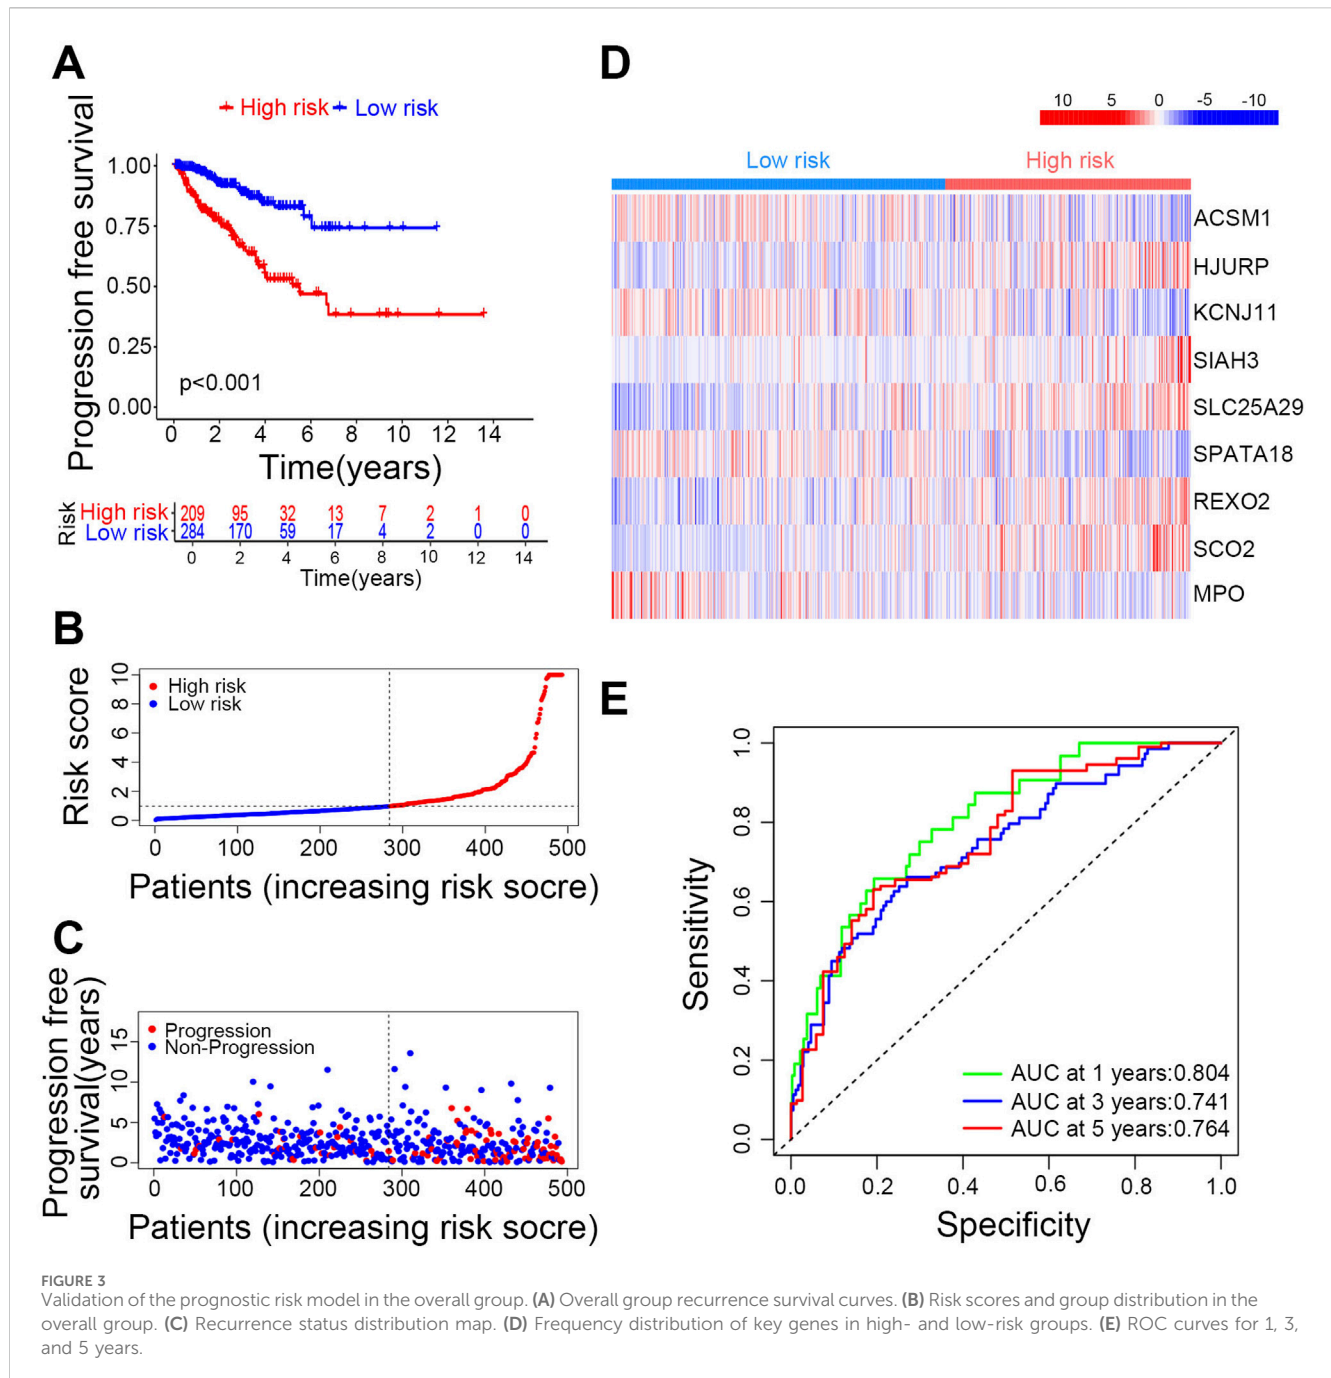 A
High risk Low risk
Progression free survival
1.00
0.75
0.50
0.25
0.00
p<0.001
0 2 4 6 8 10 12 14
Time(years)
Risk
High risk 209 95 32 13 7 2 1 0
Low risk 284 170 59 17 4 2 0 0
0 2 4 6 8 10 12 14
Time(years)
B
Risk score
10
8
6
4
2
0
High risk
Low risk
0 100 200 300 400 500
Patients (increasing risk socre)
C
Progression free
survival(years)
15
10
5
0
Progression
Non-Progression
0 100 200 300 400 500
Patients (increasing risk socre)
D
10 5 0 -5 -10
Low risk High risk
ACSM1
HJURP
KCNJ11
SIAH3
SLC25A29
SPATA18
REXO2
SCO2
MPO
E
Sensitivity
1.0
0.8
0.6
0.4
0.2
0.0
AUC at 1 years:0.804
AUC at 3 years:0.741
AUC at 5 years:0.764
0.0 0.2 0.4 0.6 0.8 1.0
Specificity
FIGURE 3
Validation of the prognostic risk model in the overall group. (A) Overall group recurrence survival curves. (B) Risk scores and group distribution in the
overall group. (C) Recurrence status distribution map. (D) Frequency distribution of key genes in high- and low-risk groups. (E) ROC curves for 1, 3,
and 5 years.